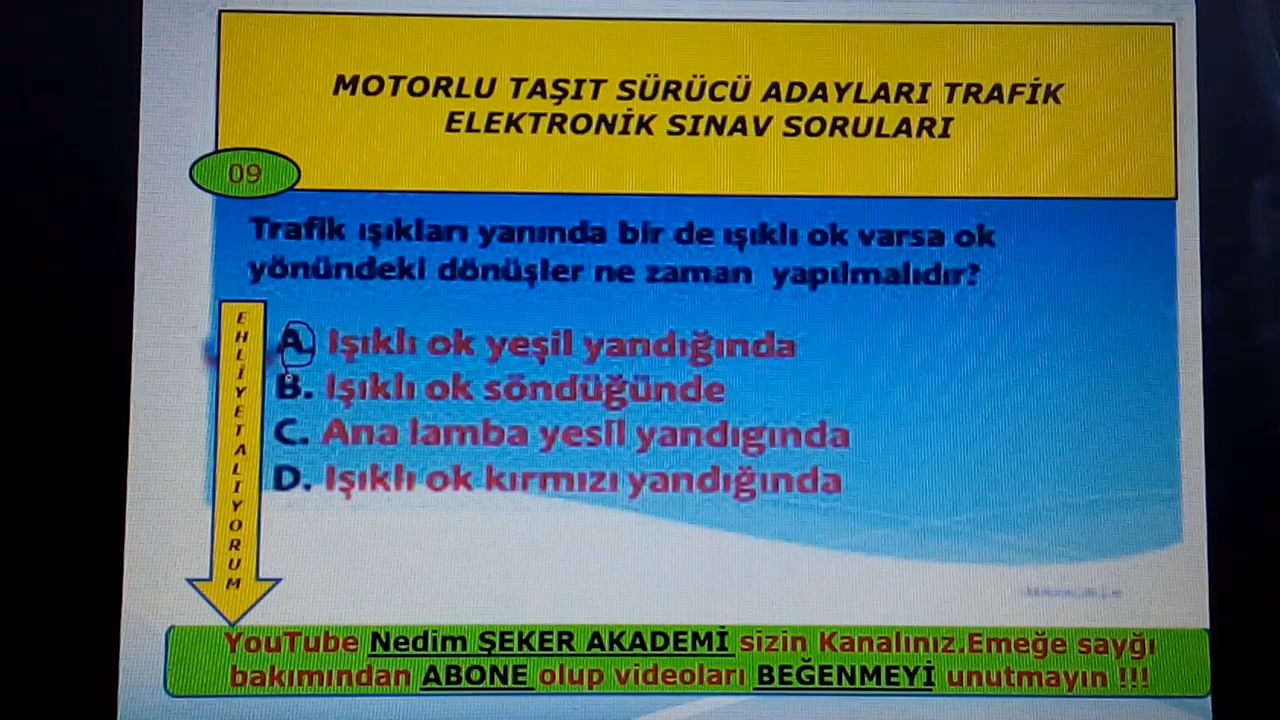 MOTORLU TAŞIT SÜRÜCÜ ADAYLARI TRAFİK
ELEKTRONİK SINAV SORULARI
09
Trafik ışıkları yanında bir de ışıklı ok varsa ok
yönündeki dönüşler ne zaman yapılmalıdır?
A. Işıklı ok yeşil yandığında
B. Işıklı ok söndüğünde
C. Ana lamba yesil yandıgında
D. Işıklı ok kırmızı yandığında
EHLİYETALIYORUM
YouTube Nedim ŞEKER AKADEMİ sizin Kanalınız.Emeğe saygı
bakımından ABONE olup videoları BEĞENMEYİ unutmayın !!!